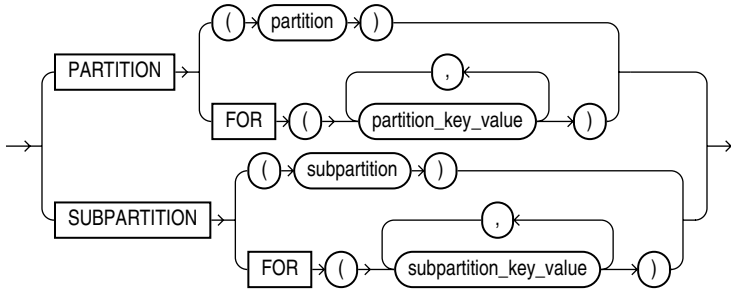 ( partition )
PARTITION
,
FOR ( partition_key_value )
( subpartition )
SUBPARTITION
,
FOR ( subpartition_key_value )